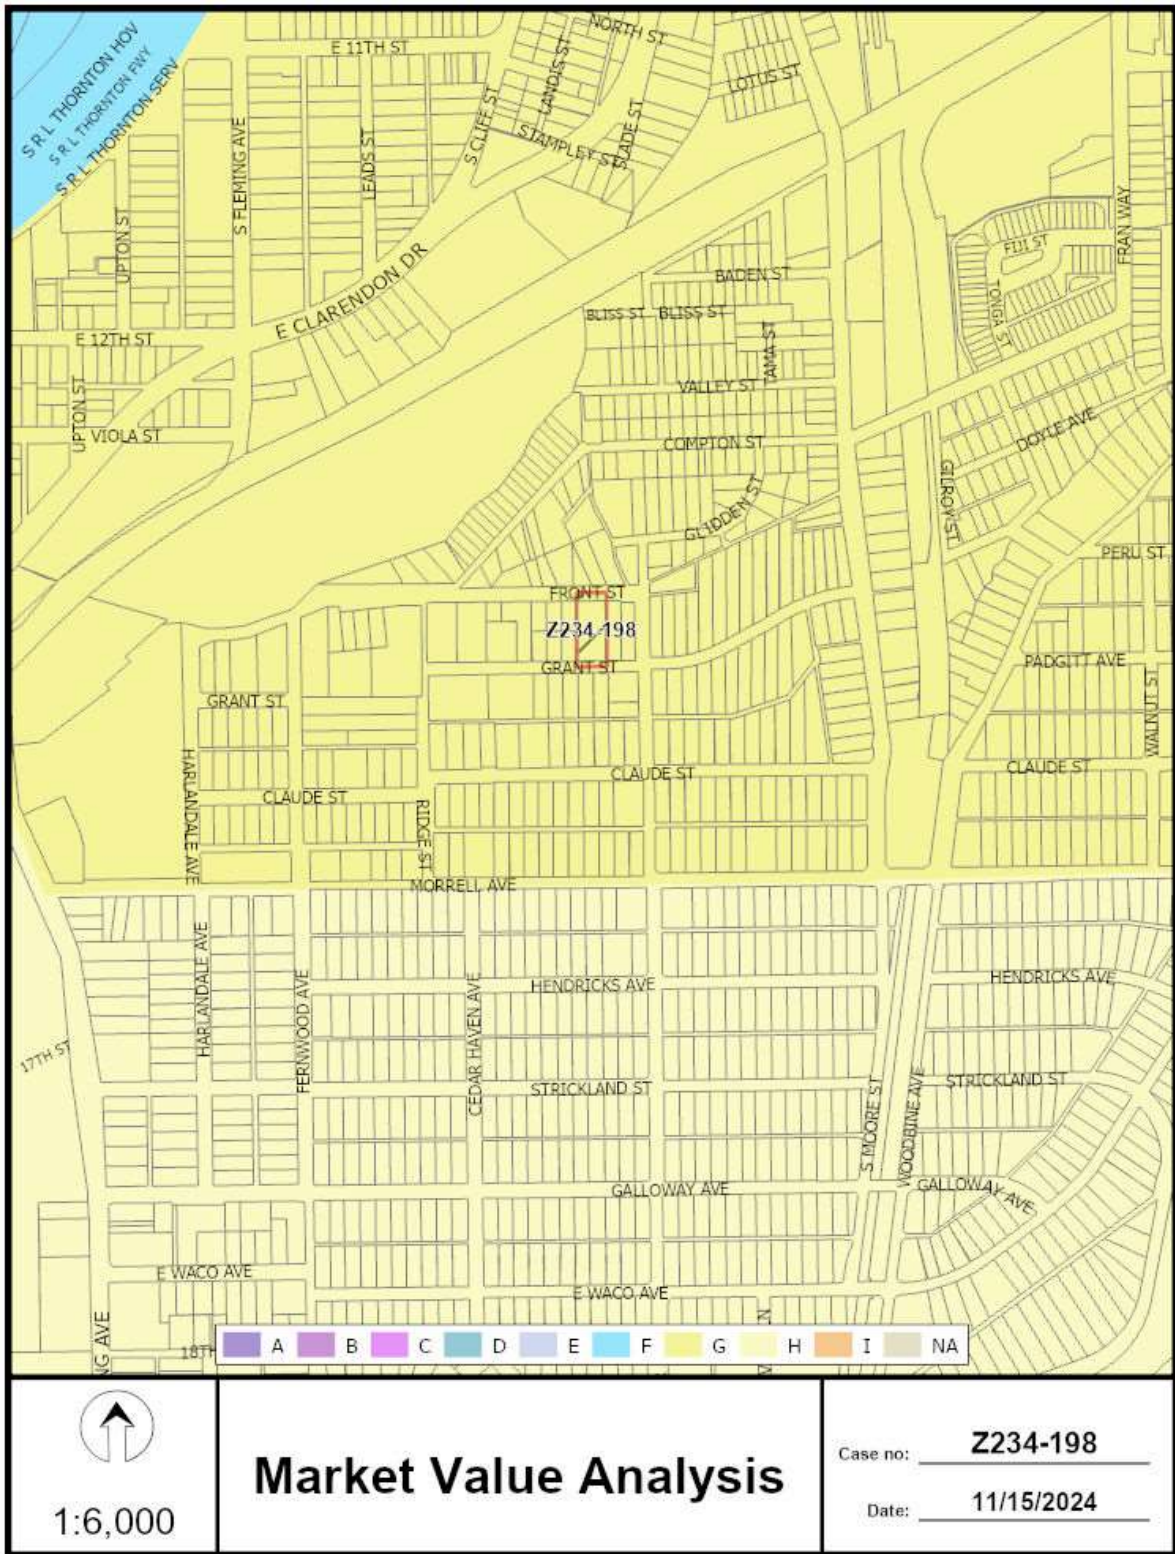 NORTH ST
E 11TH ST
S R L THORNTON HOV
S R L THORNTON FWY
S R L THORNTON SERV
LANDIS ST
LOTUS ST
S CLIFF ST
SLADE ST
STAMPLEY ST
S FLEMING AVE
LEADS ST
UPTON ST
FRAN WAY
FIJI ST
TONGA ST
BADEN ST
E CLARENDON DR
BLISS ST
BLISS ST
TAMA ST
E 12TH ST
VALLEY ST
UPTON ST
VIOLA ST
COMPTON ST
DOYLE AVE
GILROY ST
GLIDDEN ST
PERU ST
FRONT ST
Z234-198
GRANT ST
PADGITT AVE
WALNUT ST
GRANT ST
HARLANDALE AVE
CLAUDE ST
CLAUDE ST
CLAUDE ST
RIDGE ST
MORRELL AVE
HARLANDALE AVE
FERNWOOD AVE
CEDAR HAVEN AVE
HENDRICKS AVE
HENDRICKS AVE
17TH ST
STRICKLAND ST
STRICKLAND ST
S MOORE ST
WOODBINE AVE
GALLOWAY AVE
GALLOWAY AVE
E WACO AVE
E WACO AVE
NG AVE
18TH
N
A B C D E F G H I NA
1:6,000
Market Value Analysis
Case no: Z234-198
Date: 11/15/2024